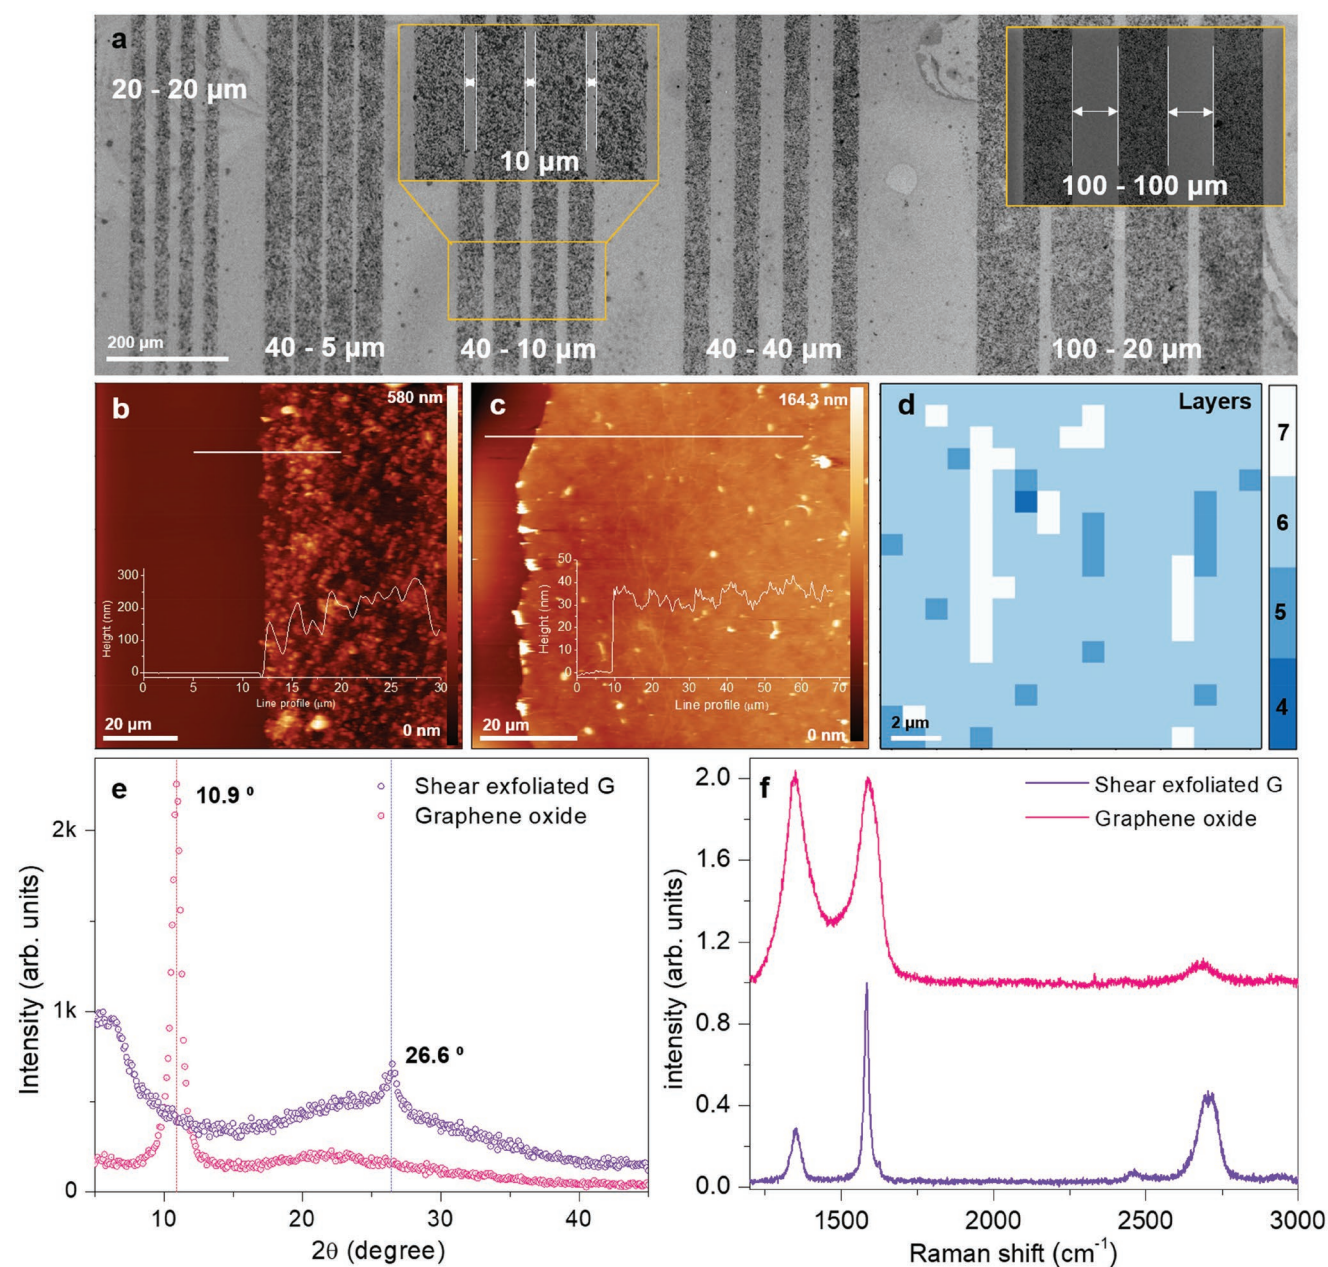 a
20 - 20 µm
10 µm
100 - 100 µm
200 µm
40 - 5 µm
40 - 10 µm
40 - 40 µm
100 - 20 µm
b
580 nm
300
200
100
0
Height (nm)
0 5 10 15 20 25 30
Line profile (µm)
20 µm
0 nm
c
164.3 nm
50
40
30
20
10
0
Height (nm)
0 10 20 30 40 50 60 70
Line profile (µm)
20 µm
0 nm
d
Layers
7
6
5
4
2 µm
e
10.9 º
Shear exfoliated G
Graphene oxide
26.6 º
2k
1k
0
Intensity (arb. units)
10 20 30 40
2θ (degree)
f
Shear exfoliated G
Graphene oxide
2.0
1.6
1.2
0.8
0.4
0.0
intensity (arb. units)
1500 2000 2500 3000
Raman shift (cm⁻¹)